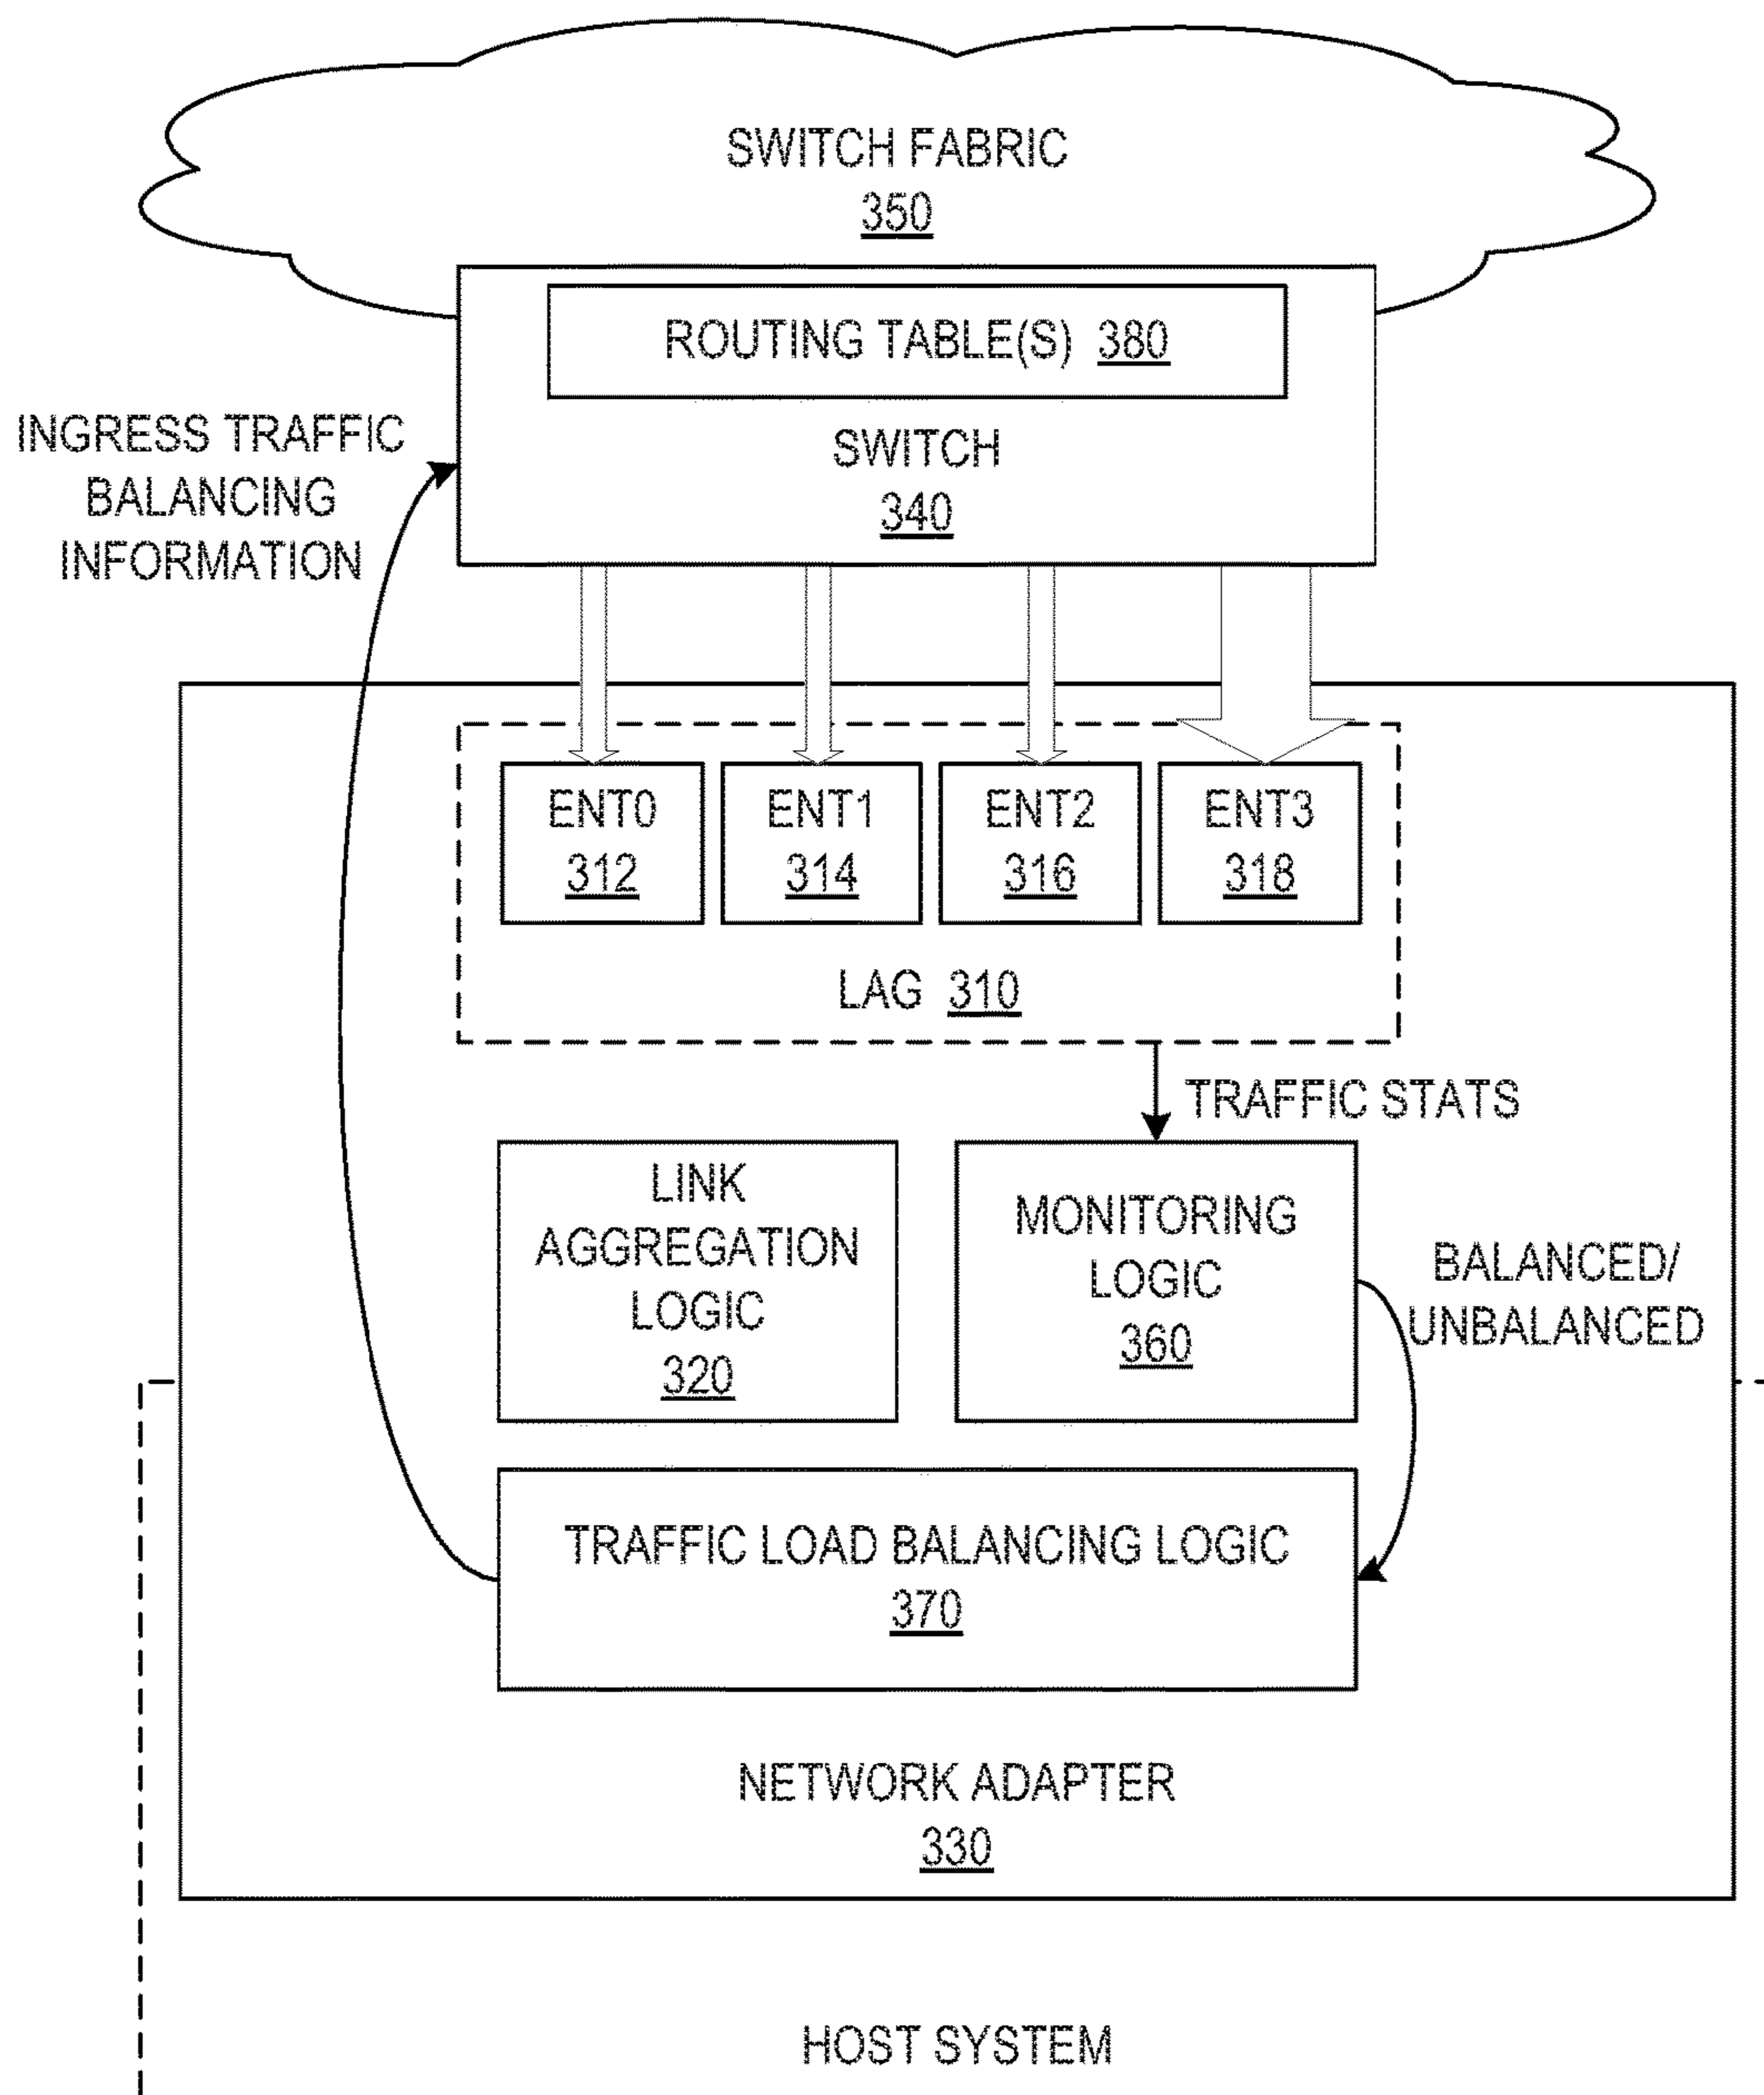 SWITCH FABRIC
350
ROUTING TABLE(S) 380
SWITCH
340
INGRESS TRAFFIC
BALANCING
INFORMATION
ENT0
312
ENT1
314
ENT2
316
ENT3
318
LAG 310
TRAFFIC STATS
LINK
AGGREGATION
LOGIC
320
MONITORING
LOGIC
360
BALANCED/
UNBALANCED
TRAFFIC LOAD BALANCING LOGIC
370
NETWORK ADAPTER
330
HOST SYSTEM